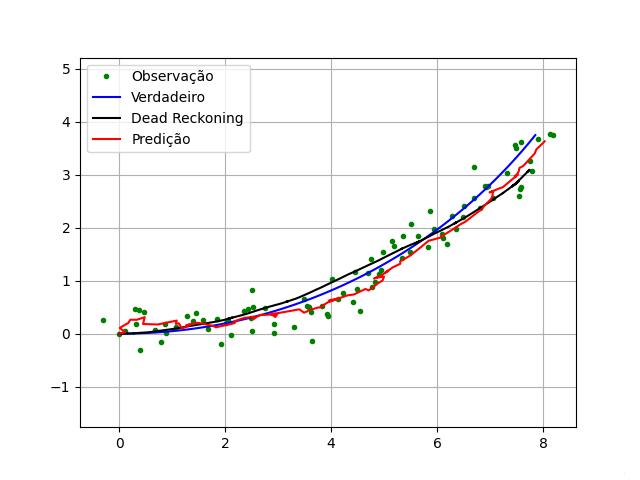 Observação
Verdadeiro
Dead Reckoning
Predição
5
4
3
2
1
0
−1
0 2 4 6 8